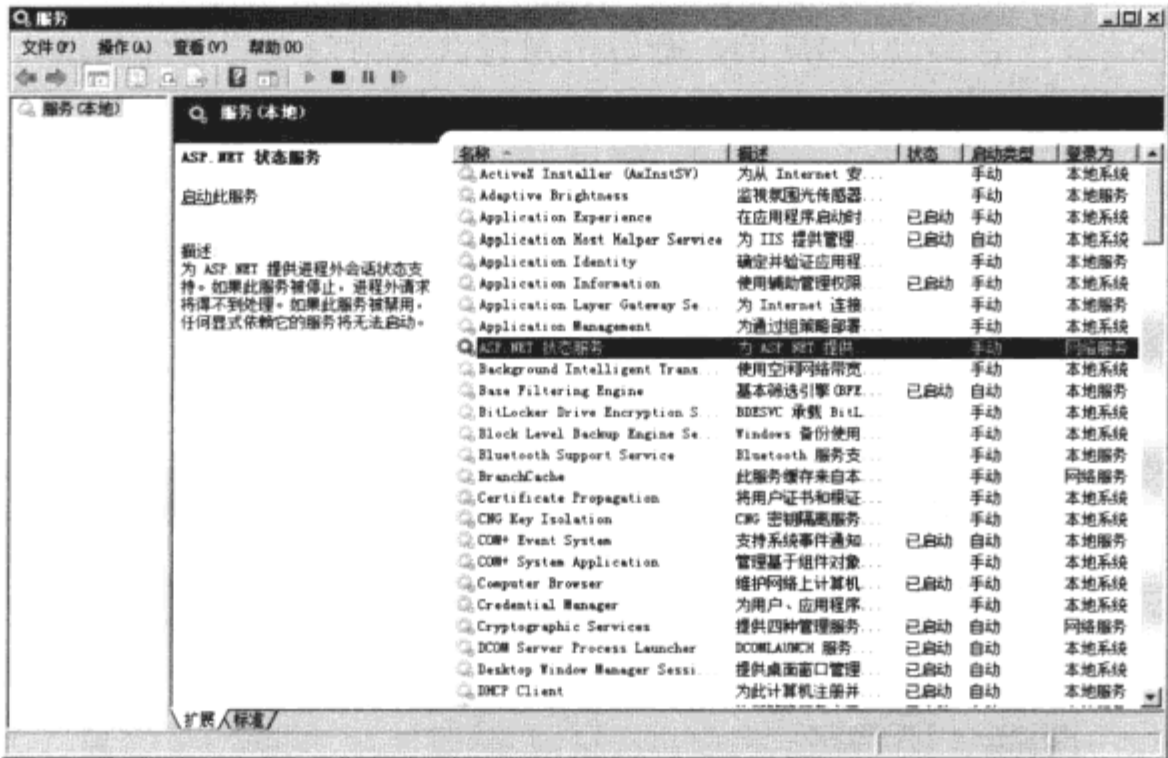 服务
文件(F) 操作(A) 查看(V) 帮助(H)
服务(本地)
服务(本地)
ASP.NET 状态服务
启动此服务
描述:
为 ASP.NET 提供进程外会话状态支
持。如果此服务被停止,进程外请求
将得不到处理。如果此服务被禁用,
任何显式依赖它的服务将无法启动。
名称 描述 状态 启动类型 登录为
ActiveX Installer (AxInstSV) 为从 Internet 安... 手动 本地系统
Adaptive Brightness 监视氛围光传感器... 手动 本地服务
Application Experience 在应用程序启动时... 已启动 手动 本地系统
Application Host Helper Service 为 IIS 提供管理... 已启动 自动 本地系统
Application Identity 确定并验证应用程... 手动 本地服务
Application Information 使用辅助管理权限... 已启动 手动 本地系统
Application Layer Gateway Se... 为 Internet 连接... 手动 本地服务
Application Management 为通过组策略部署... 手动 本地系统
ASP.NET 状态服务 为 ASP.NET 提供... 手动 网络服务
Background Intelligent Trans... 使用空闲网络带宽... 手动 本地系统
Base Filtering Engine 基本筛选引擎(BFE... 已启动 自动 本地服务
BitLocker Drive Encryption S... BDESVC 承载 BitL... 手动 本地系统
Block Level Backup Engine Se... Windows 备份使用... 手动 本地系统
Bluetooth Support Service Bluetooth 服务支... 手动 本地服务
BranchCache 此服务缓存来自本... 手动 网络服务
Certificate Propagation 将用户证书和根证... 手动 本地系统
CNG Key Isolation CNG 密钥隔离服务... 手动 本地系统
COM+ Event System 支持系统事件通知... 已启动 自动 本地服务
COM+ System Application 管理基于组件对象... 手动 本地系统
Computer Browser 维护网络上计算机... 已启动 手动 本地系统
Credential Manager 为用户、应用程序... 手动 本地系统
Cryptographic Services 提供四种管理服务... 已启动 自动 网络服务
DCOM Server Process Launcher DCOMLAUNCH 服务... 已启动 自动 本地系统
Desktop Window Manager Sessi... 提供桌面窗口管理... 已启动 自动 本地系统
DHCP Client 为此计算机注册并... 已启动 自动 本地服务
扩展 标准